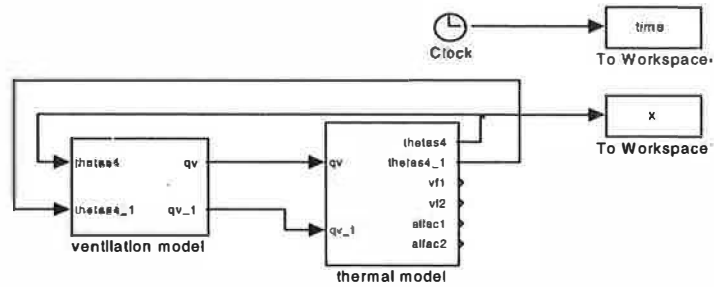 time
Clock
To Workspace
x
To Workspace
thetas4
thetas4_1
qv
qv_1
ventilation model
qv
qv_1
thetas4
thetas4_1
vf1
vf2
alfac1
alfac2
thermal model